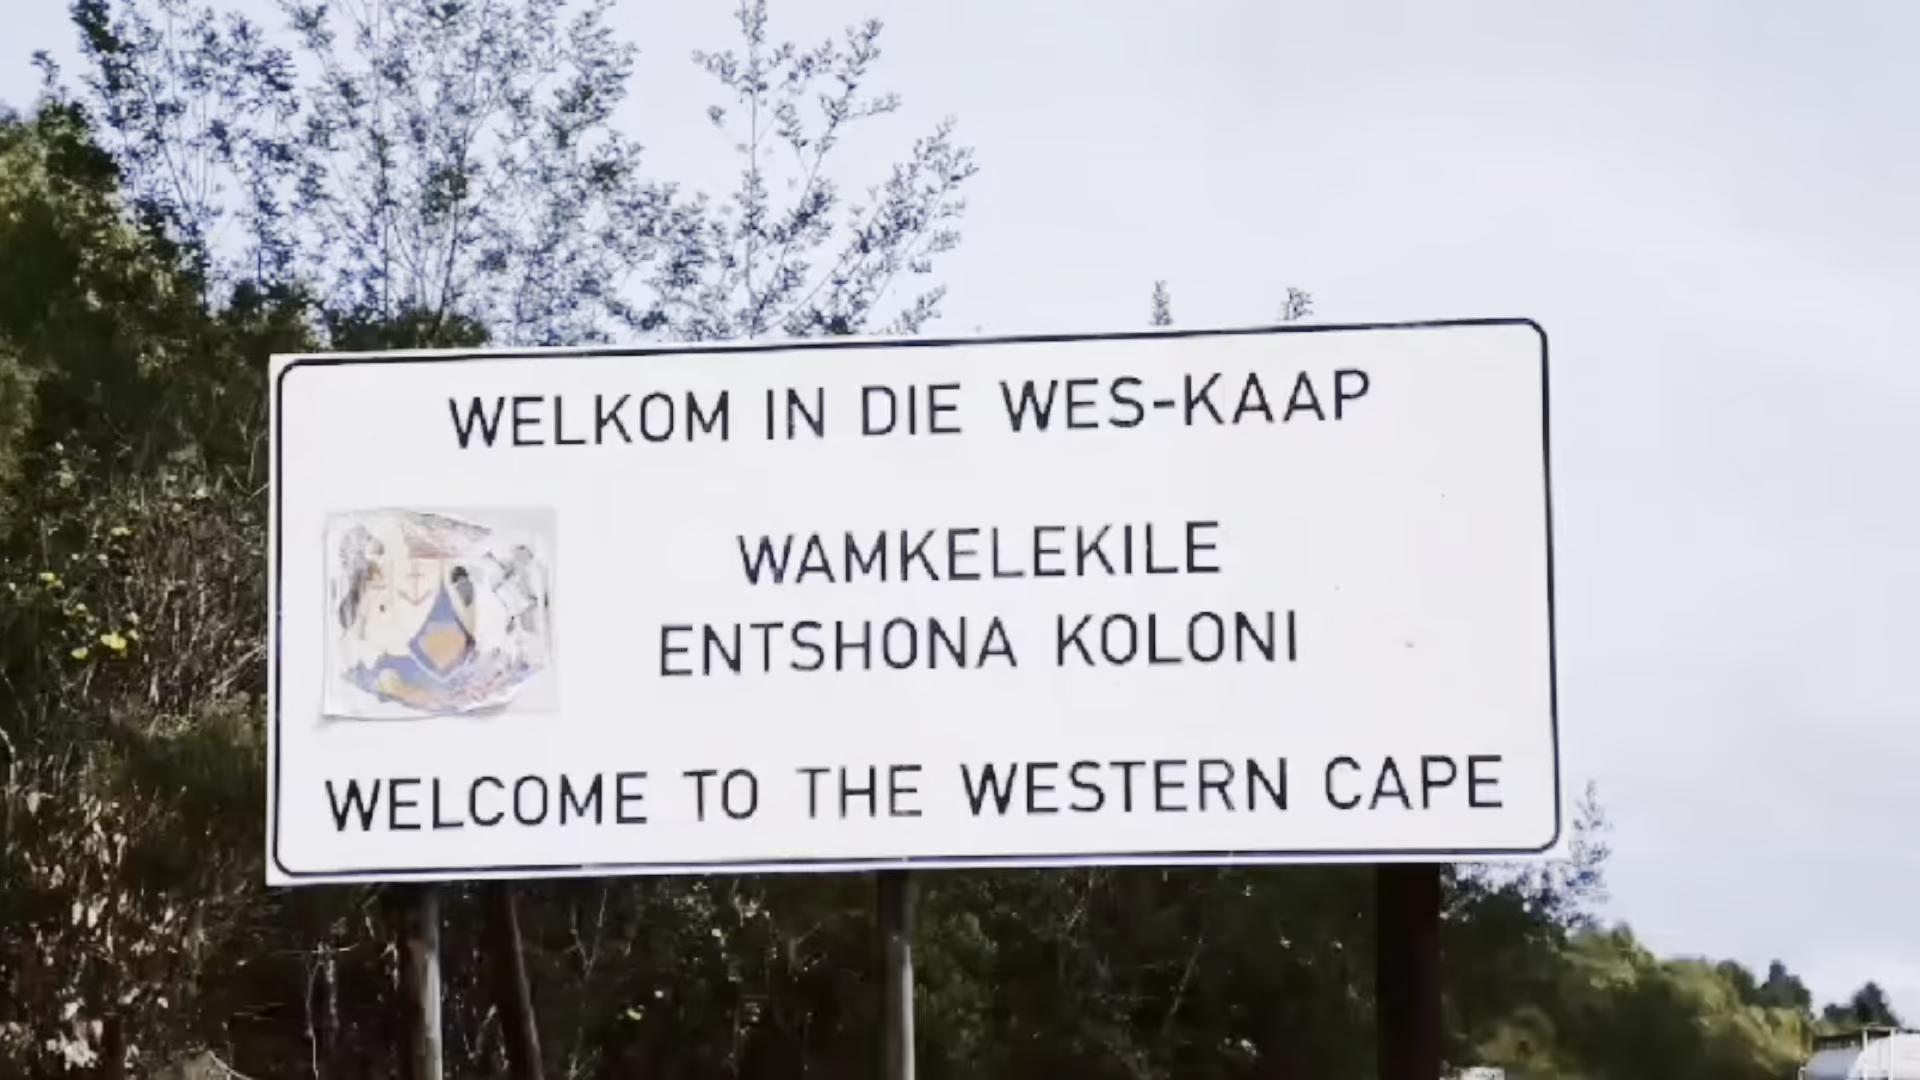 WELKOM IN DIE WES-KAAP
WAMKELEKILE
ENTSHONA KOLONI
WELCOME TO THE WESTERN CAPE